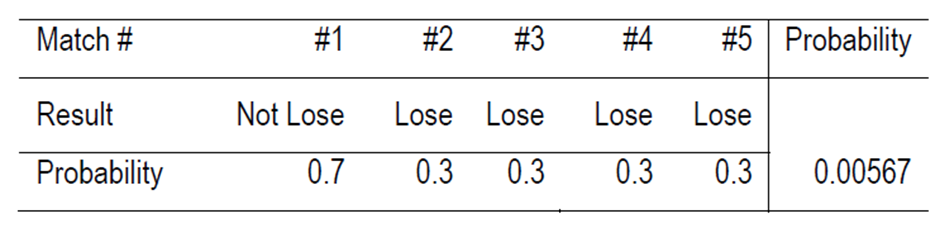 Match # #1 #2 #3 #4 #5 Probability
Result Not Lose Lose Lose Lose Lose
Probability 0.7 0.3 0.3 0.3 0.3 0.00567